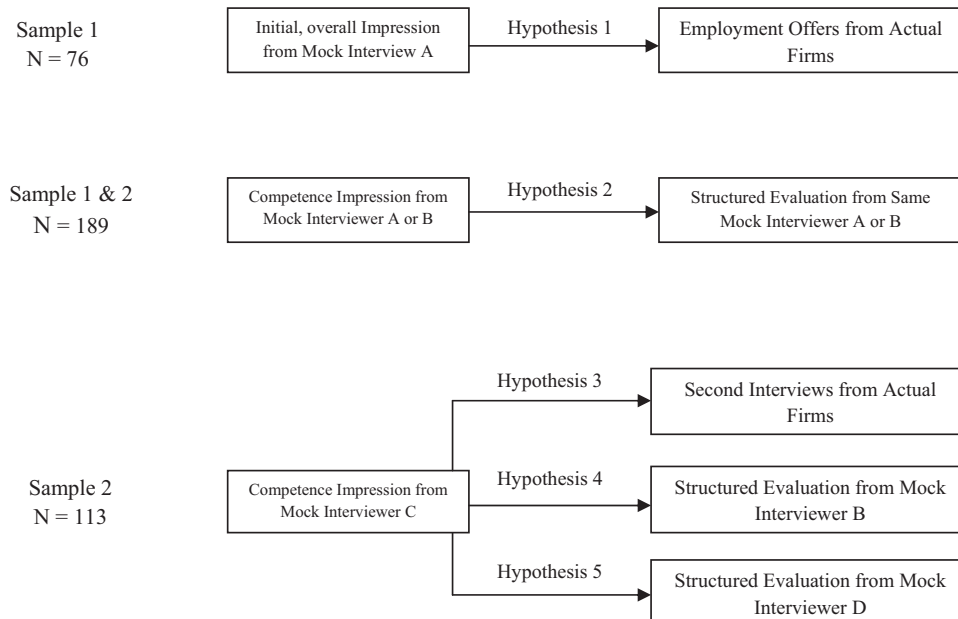 Sample 1
N = 76
Initial, overall Impression
from Mock Interview A
Hypothesis 1
Employment Offers from Actual
Firms
Sample 1 & 2
N = 189
Competence Impression from
Mock Interviewer A or B
Hypothesis 2
Structured Evaluation from Same
Mock Interviewer A or B
Sample 2
N = 113
Competence Impression from
Mock Interviewer C
Hypothesis 3
Second Interviews from Actual
Firms
Hypothesis 4
Structured Evaluation from Mock
Interviewer B
Hypothesis 5
Structured Evaluation from Mock
Interviewer D